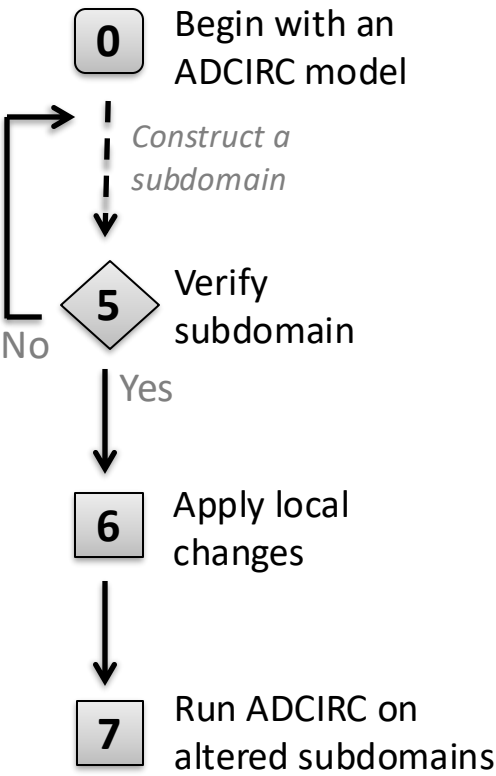 0
Begin with an
ADCIRC model
Construct a
subdomain
5
Verify
subdomain
No
Yes
6
Apply local
changes
7
Run ADCIRC on
altered subdomains